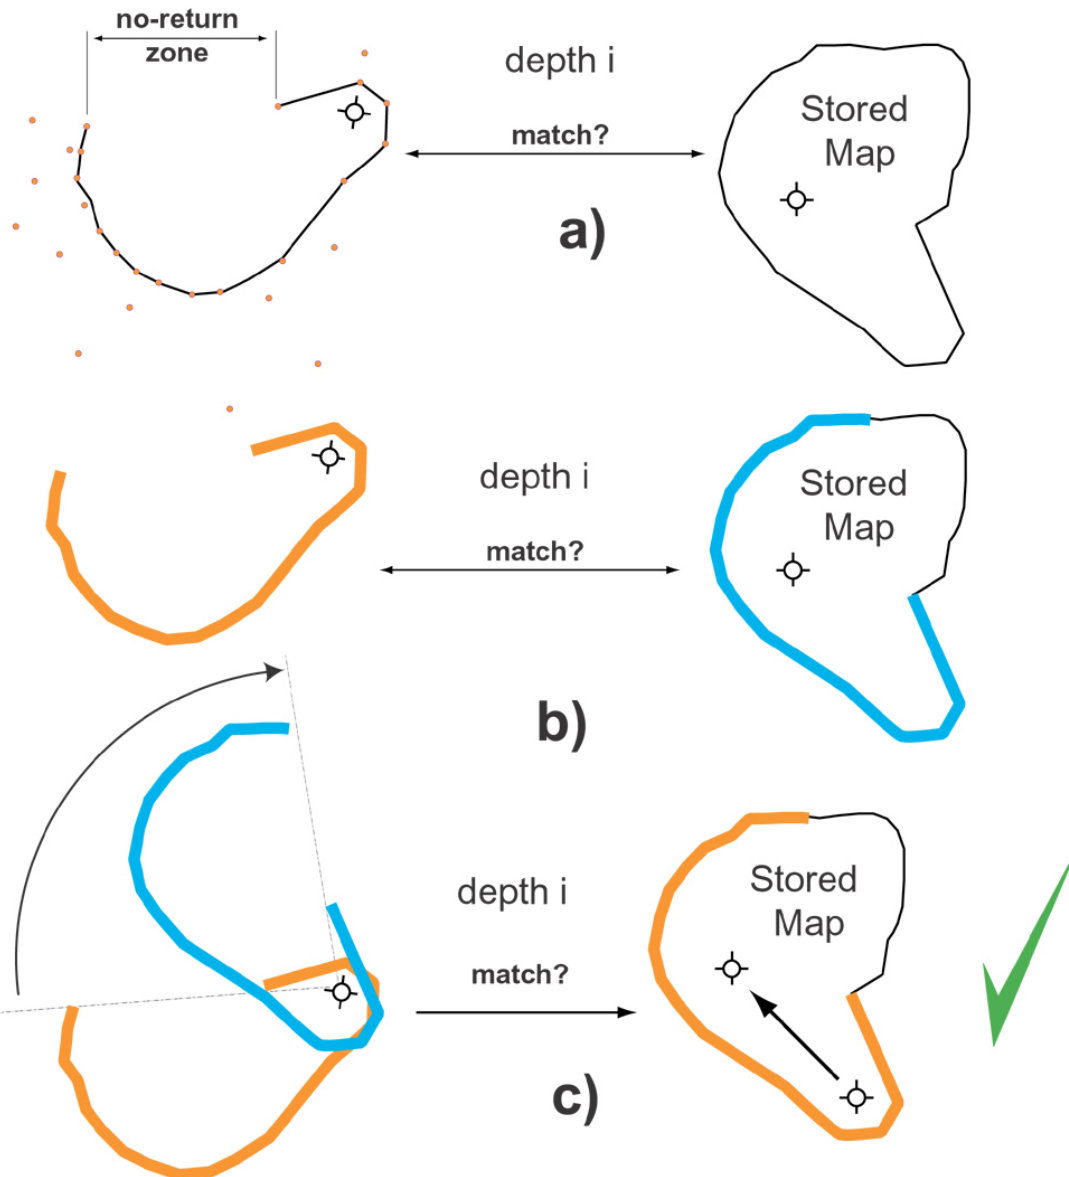 no-return
zone
depth i
match?
Stored
Map
a)
depth i
match?
Stored
Map
b)
depth i
match?
Stored
Map
c)